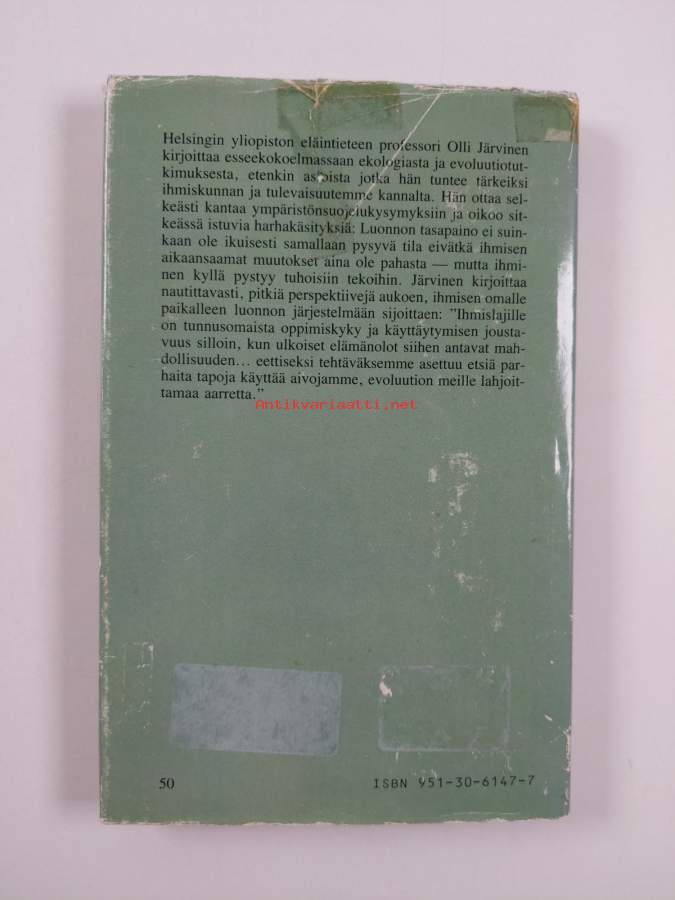 Helsingin yliopiston eläintieteen professori Olli Järvinen
kirjoittaa esseekokoelmassaan ekologiasta ja evoluutiotut-
kimuksesta, etenkin asioista jotka hän tuntee tärkeiksi
ihmiskunnan ja tulevaisuutemme kannalta. Hän ottaa sel-
keästi kantaa ympäristönsuojelukysymyksiin ja oikoo sit-
keässä istuvia harhakäsityksiä: Luonnon tasapaino ei suin-
kaan ole ikuisesti samallaan pysyvä tila eivätkä ihmisen
aikaansaamat muutokset aina ole pahasta — mutta ihmi-
nen kyllä pystyy tuhoisiin tekoihin. Järvinen kirjoittaa
nautittavasti, pitkiä perspektiivejä aukoen, ihmisen omalle
paikalleen luonnon järjestelmään sijoittaen: ”Ihmislajille
on tunnusomaista oppimiskyky ja käyttäytymisen jousta-
vuus silloin, kun ulkoiset elämänolot siihen antavat mah-
dollisuuden... eettiseksi tehtäväksemme asettuu etsiä par-
haita tapoja käyttää aivojamme, evoluution meille lahjoit-
tamaa aarretta.”
Antikvariaatti.net
50
ISBN 951-30-6147-7